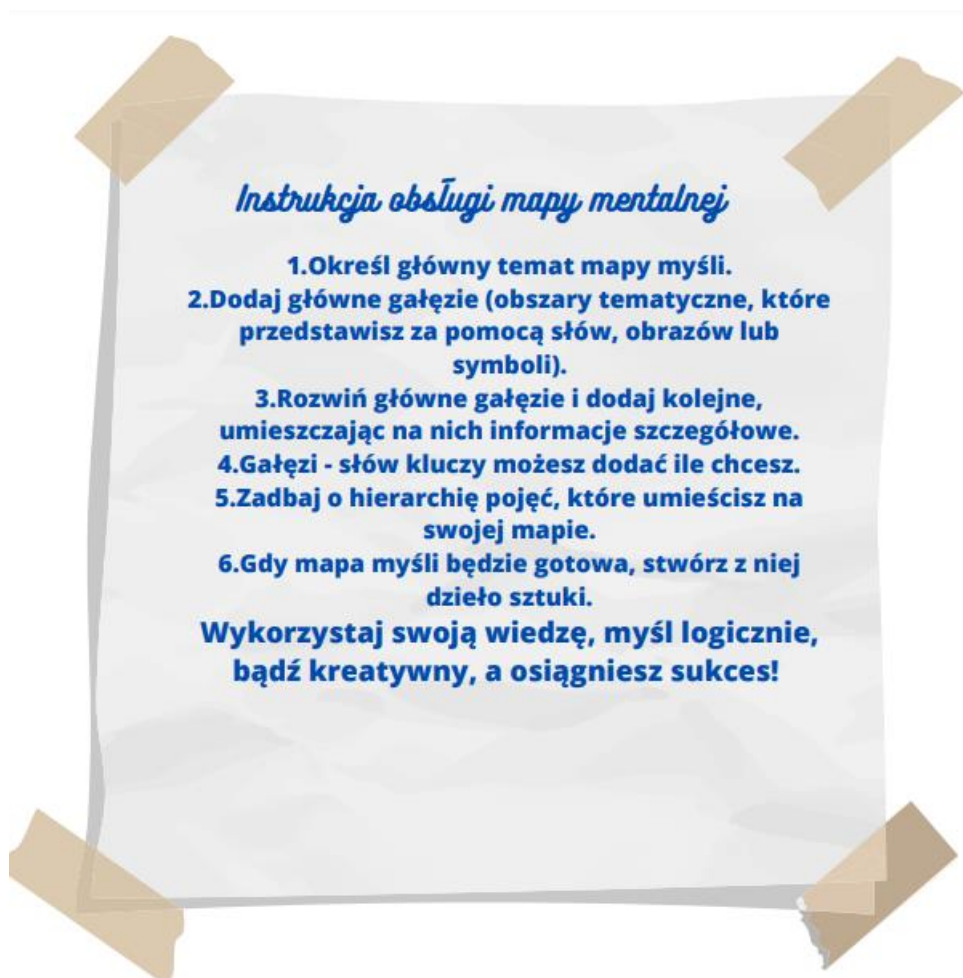 Instrukcja obsługi mapy mentalnej
1.Określ główny temat mapy myśli.
2.Dodaj główne gałęzie (obszary tematyczne, które
przedstawisz za pomocą słów, obrazów lub
symboli).
3.Rozwiń główne gałęzie i dodaj kolejne,
umieszczając na nich informacje szczegółowe.
4.Gałęzi - słów kluczy możesz dodać ile chcesz.
5.Zadbaj o hierarchię pojęć, które umieścisz na
swojej mapie.
6.Gdy mapa myśli będzie gotowa, stwórz z niej
dzieło sztuki.
Wykorzystaj swoją wiedzę, myśl logicznie,
bądź kreatywny, a osiągniesz sukces!